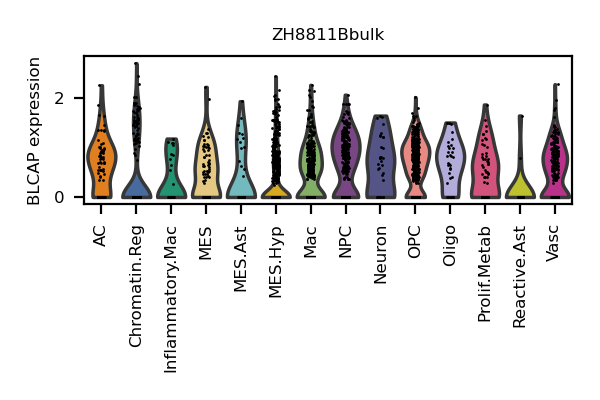 ZH8811Bbulk
BLCAP expression
2
0
AC
Chromatin.Reg
Inflammatory.Mac
MES
MES.Ast
MES.Hyp
Mac
NPC
Neuron
OPC
Oligo
Prolif.Metab
Reactive.Ast
Vasc